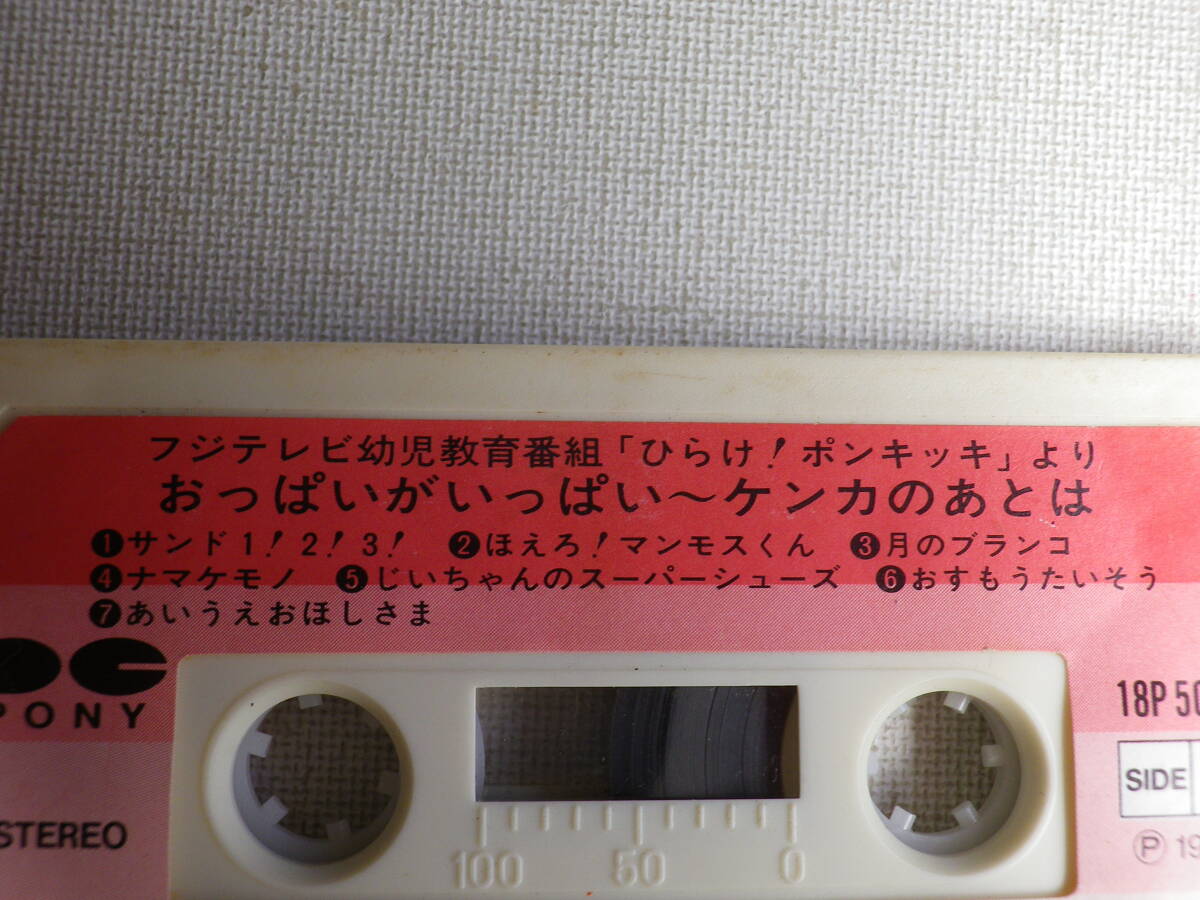 フジテレビ幼児教育番組「ひらけ!ポンキッキ」より
おっぱいがいっぱい〜ケンカのあとは
❶サンド1!2!3! ❷ほえろ!マンモスくん ❸月のブランコ
❹ナマケモノ ❺じいちゃんのスーパーシューズ ❻おすもうたいそう
❼あいうえおほしさま
PONY
18P 50
SIDE
STEREO
Ⓟ 19
100 50 0